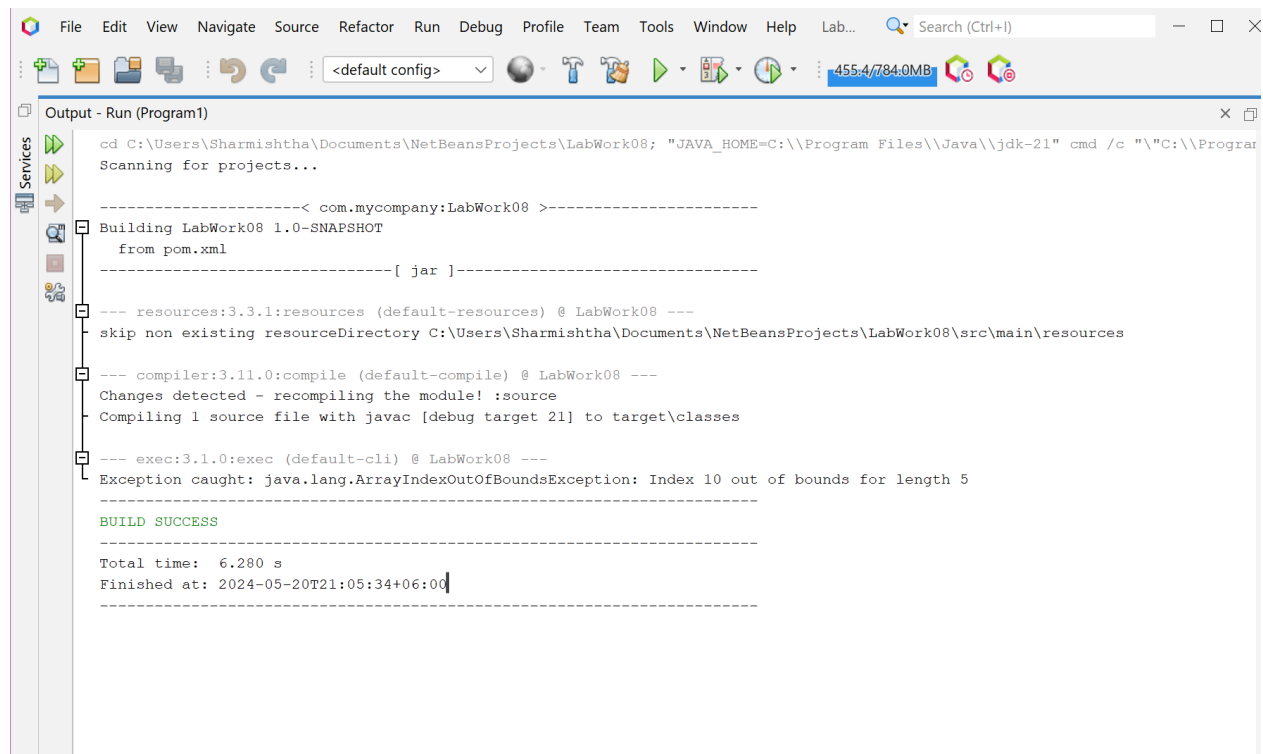 File Edit View Navigate Source Refactor Run Debug Profile Team Tools Window Help Lab... Search (Ctrl+I)
<default config> 455.4/784.0MB
Output - Run (Program1)
Services
cd C:\Users\Sharmishtha\Documents\NetBeansProjects\LabWork08; "JAVA_HOME=C:\\Program Files\\Java\\jdk-21" cmd /c "\"C:\\Program
Scanning for projects...
----------------------< com.mycompany:LabWork08 >-----------------------
Building LabWork08 1.0-SNAPSHOT
from pom.xml
--------------------------------[ jar ]---------------------------------
--- resources:3.3.1:resources (default-resources) @ LabWork08 ---
skip non existing resourceDirectory C:\Users\Sharmishtha\Documents\NetBeansProjects\LabWork08\src\main\resources
--- compiler:3.11.0:compile (default-compile) @ LabWork08 ---
Changes detected - recompiling the module! :source
Compiling 1 source file with javac [debug target 21] to target\classes
--- exec:3.1.0:exec (default-cli) @ LabWork08 ---
Exception caught: java.lang.ArrayIndexOutOfBoundsException: Index 10 out of bounds for length 5
------------------------------------------------------------------------
BUILD SUCCESS
------------------------------------------------------------------------
Total time:  6.280 s
Finished at: 2024-05-20T21:05:34+06:00
------------------------------------------------------------------------